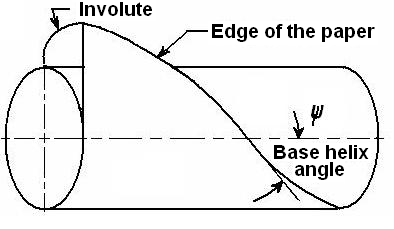 Involute
Edge of the paper
ψ
Base helix
angle